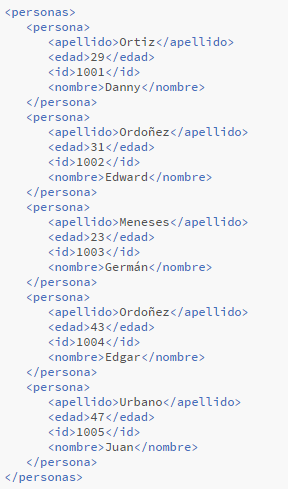 <personas>
   <persona>
      <apellido>Ortiz</apellido>
      <edad>29</edad>
      <id>1001</id>
      <nombre>Danny</nombre>
   </persona>
   <persona>
      <apellido>Ordoñez</apellido>
      <edad>31</edad>
      <id>1002</id>
      <nombre>Edward</nombre>
   </persona>
   <persona>
      <apellido>Meneses</apellido>
      <edad>23</edad>
      <id>1003</id>
      <nombre>Germán</nombre>
   </persona>
   <persona>
      <apellido>Ordoñez</apellido>
      <edad>43</edad>
      <id>1004</id>
      <nombre>Edgar</nombre>
   </persona>
   <persona>
      <apellido>Urbano</apellido>
      <edad>47</edad>
      <id>1005</id>
      <nombre>Juan</nombre>
   </persona>
</personas>